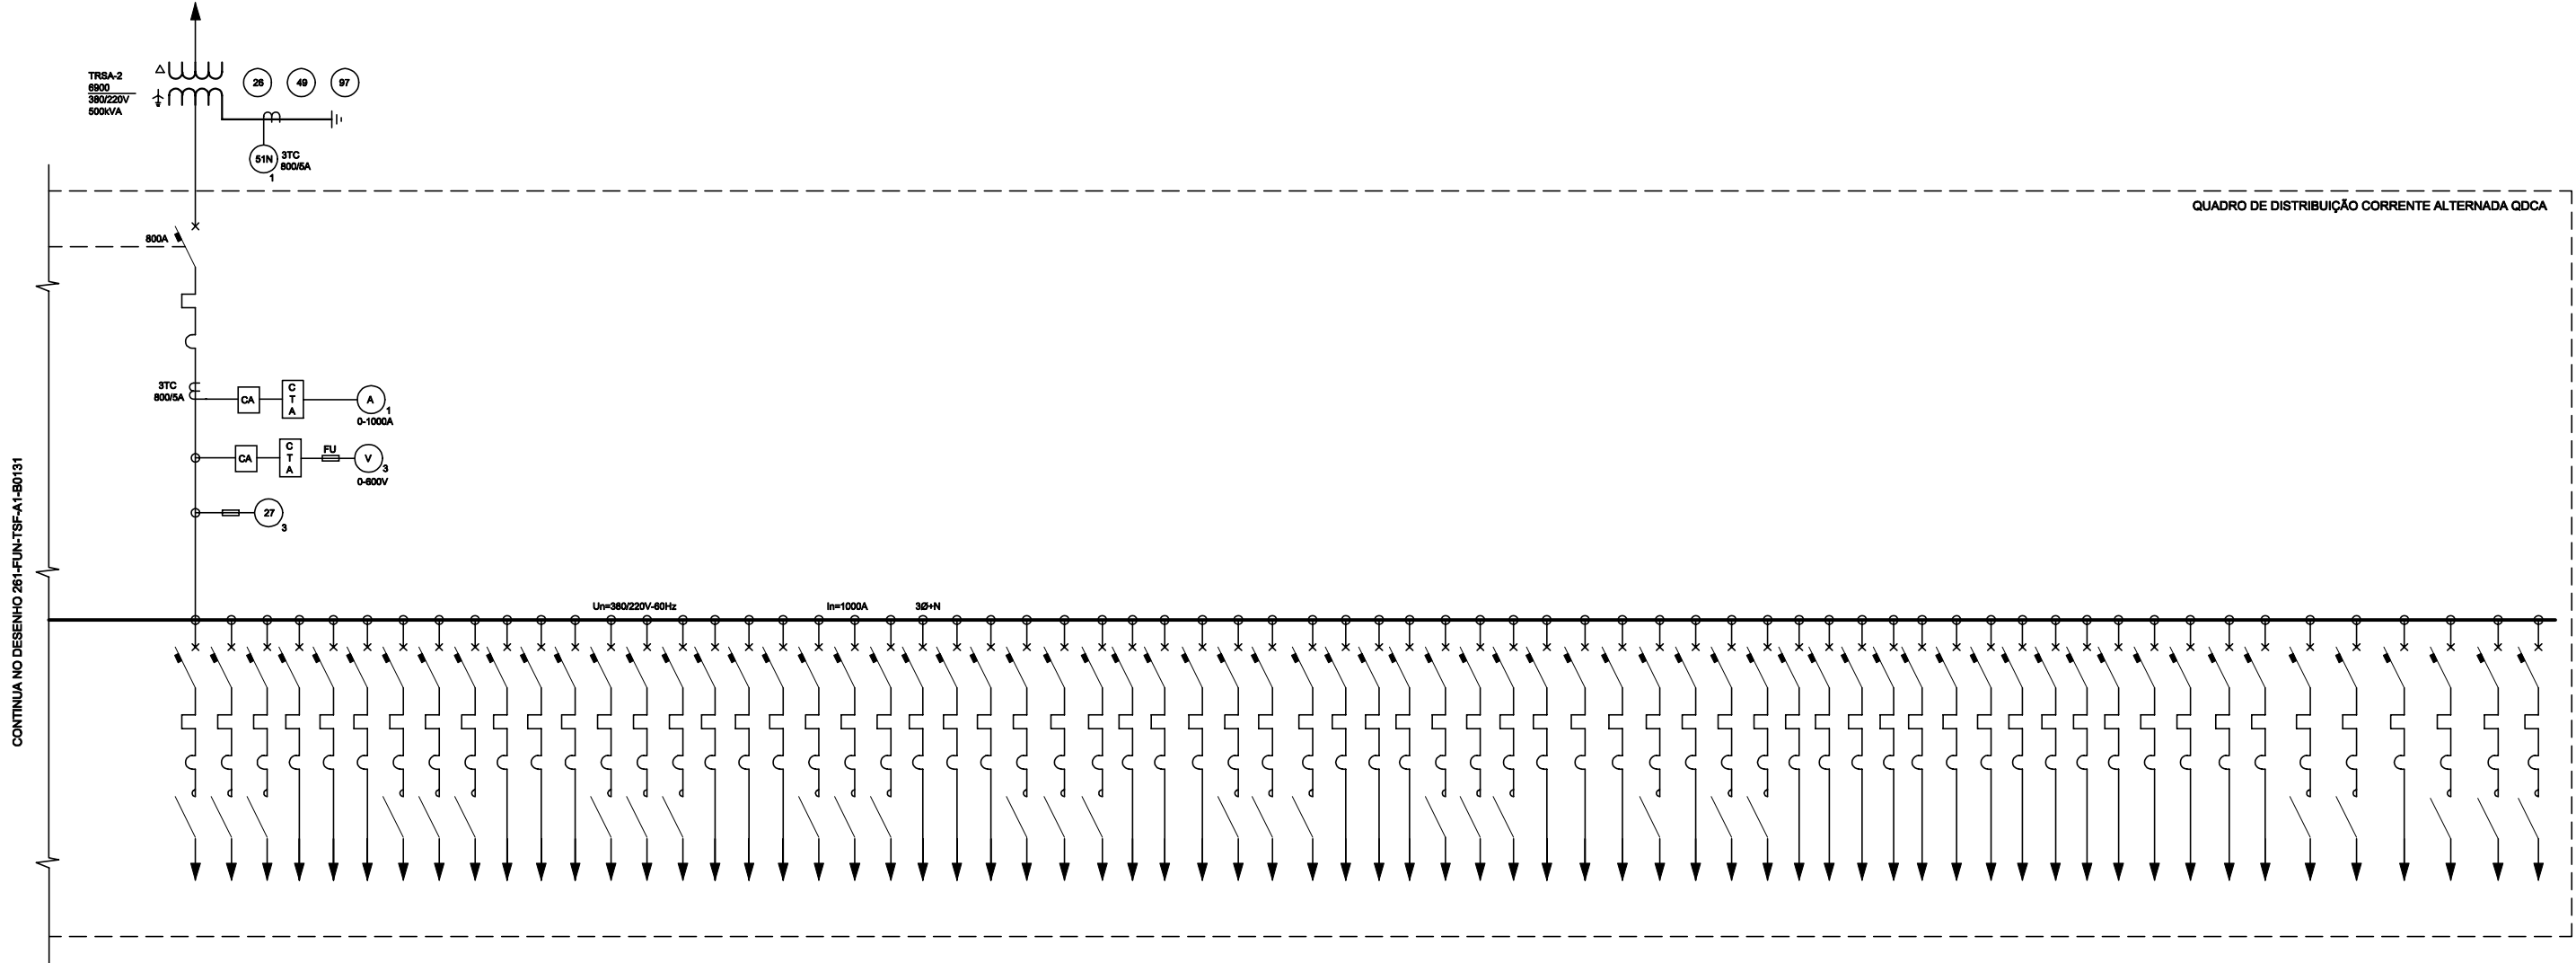 TRSA-2
6900
380/220V
500kVA
26
49
97
51N
1
3TC
800/5A
QUADRO DE DISTRIBUIÇÃO CORRENTE ALTERNADA QDCA
800A
3TC
800/5A
CA
C
T
A
A
1
0-1000A
CA
C
T
A
FU
V
3
0-600V
27
3
CONTINUA NO DESENHO 261-FUN-TSF-A1-B0131
Un=380/220V-60Hz
In=1000A
3Ø+N